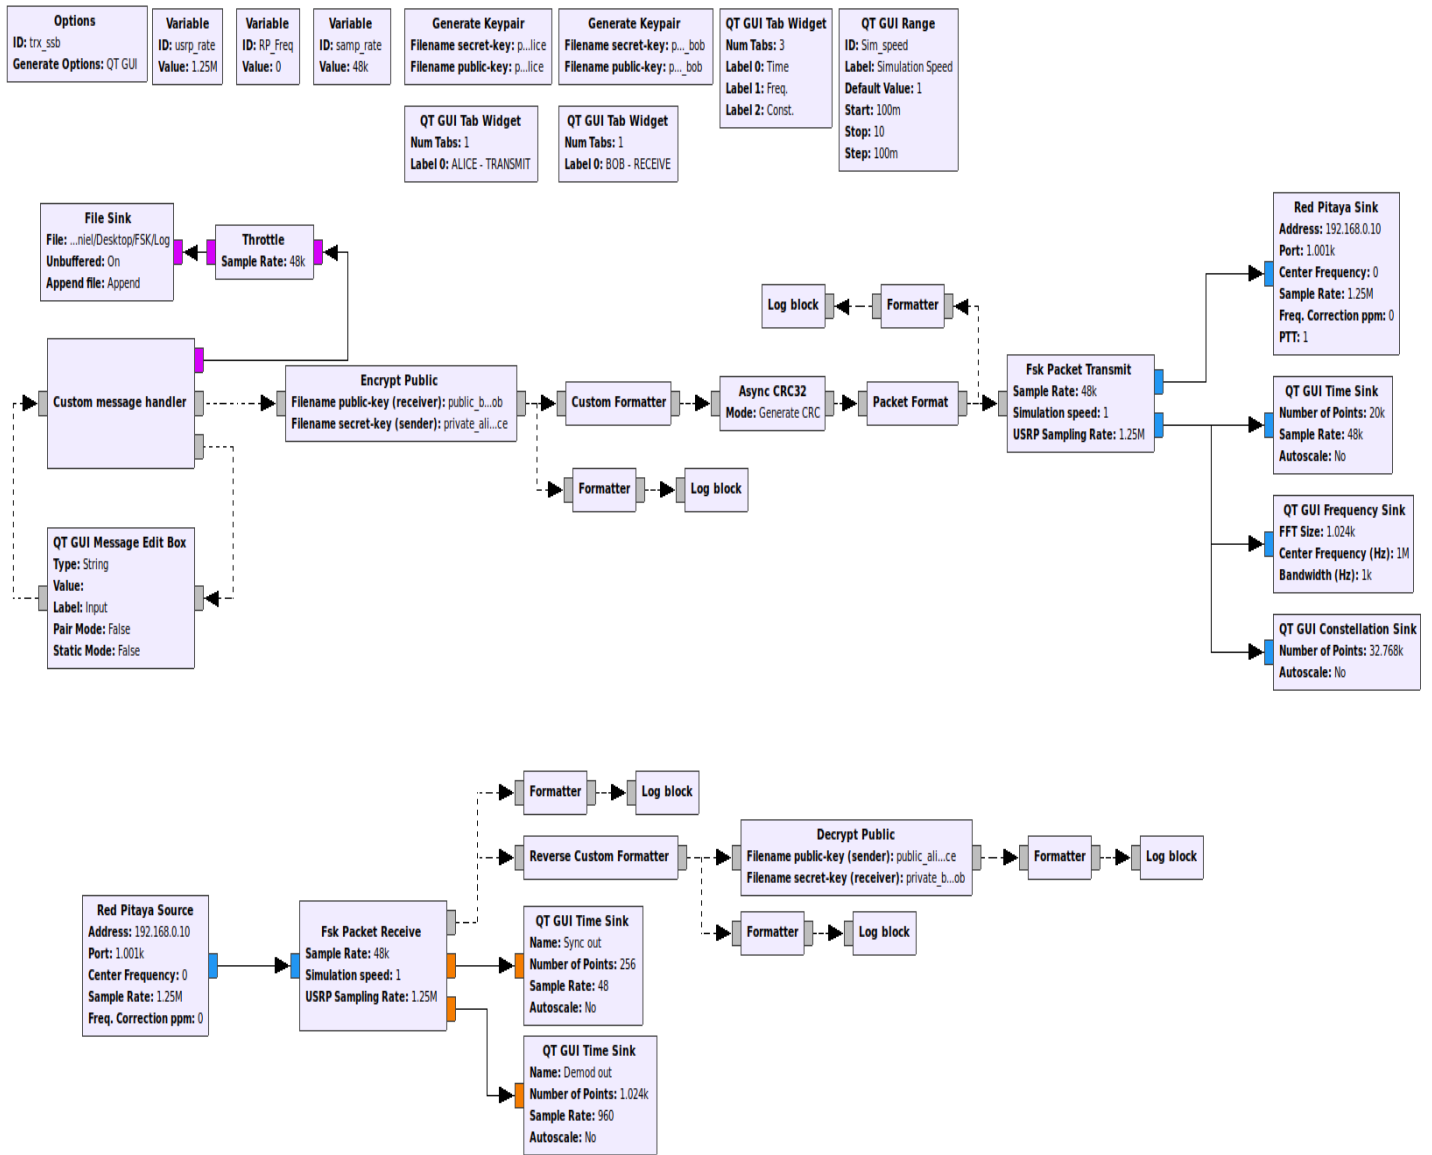 Options
ID: trx_ssb
Generate Options: QT GUI
Variable
ID: usrp_rate
Value: 1.25M
Variable
ID: RP_Freq
Value: 0
Variable
ID: samp_rate
Value: 48k
Generate Keypair
Filename secret-key: p...lice
Filename public-key: p...lice
Generate Keypair
Filename secret-key: p..._bob
Filename public-key: p..._bob
QT GUI Tab Widget
Num Tabs: 3
Label 0: Time
Label 1: Freq.
Label 2: Const.
QT GUI Range
ID: Sim_speed
Label: Simulation Speed
Default Value: 1
Start: 100m
Stop: 10
Step: 100m
QT GUI Tab Widget
Num Tabs: 1
Label 0: ALICE - TRANSMIT
QT GUI Tab Widget
Num Tabs: 1
Label 0: BOB - RECEIVE
File Sink
File: ...niel/Desktop/FSK/Log
Unbuffered: On
Append file: Append
Throttle
Sample Rate: 48k
Custom message handler
QT GUI Message Edit Box
Type: String
Value:
Label: Input
Pair Mode: False
Static Mode: False
Encrypt Public
Filename public-key (receiver): public_b...ob
Filename secret-key (sender): private_ali...ce
Custom Formatter
Async CRC32
Mode: Generate CRC
Packet Format
Formatter
Log block
Log block
Formatter
Fsk Packet Transmit
Sample Rate: 48k
Simulation speed: 1
USRP Sampling Rate: 1.25M
Red Pitaya Sink
Address: 192.168.0.10
Port: 1.001k
Center Frequency: 0
Sample Rate: 1.25M
Freq. Correction ppm: 0
PTT: 1
QT GUI Time Sink
Number of Points: 20k
Sample Rate: 48k
Autoscale: No
QT GUI Frequency Sink
FFT Size: 1.024k
Center Frequency (Hz): 1M
Bandwidth (Hz): 1k
QT GUI Constellation Sink
Number of Points: 32.768k
Autoscale: No
Red Pitaya Source
Address: 192.168.0.10
Port: 1.001k
Center Frequency: 0
Sample Rate: 1.25M
Freq. Correction ppm: 0
Fsk Packet Receive
Sample Rate: 48k
Simulation speed: 1
USRP Sampling Rate: 1.25M
Formatter
Log block
Reverse Custom Formatter
Decrypt Public
Filename public-key (sender): public_ali...ce
Filename secret-key (receiver): private_b...ob
Formatter
Log block
Formatter
Log block
QT GUI Time Sink
Name: Sync out
Number of Points: 256
Sample Rate: 48
Autoscale: No
QT GUI Time Sink
Name: Demod out
Number of Points: 1.024k
Sample Rate: 960
Autoscale: No